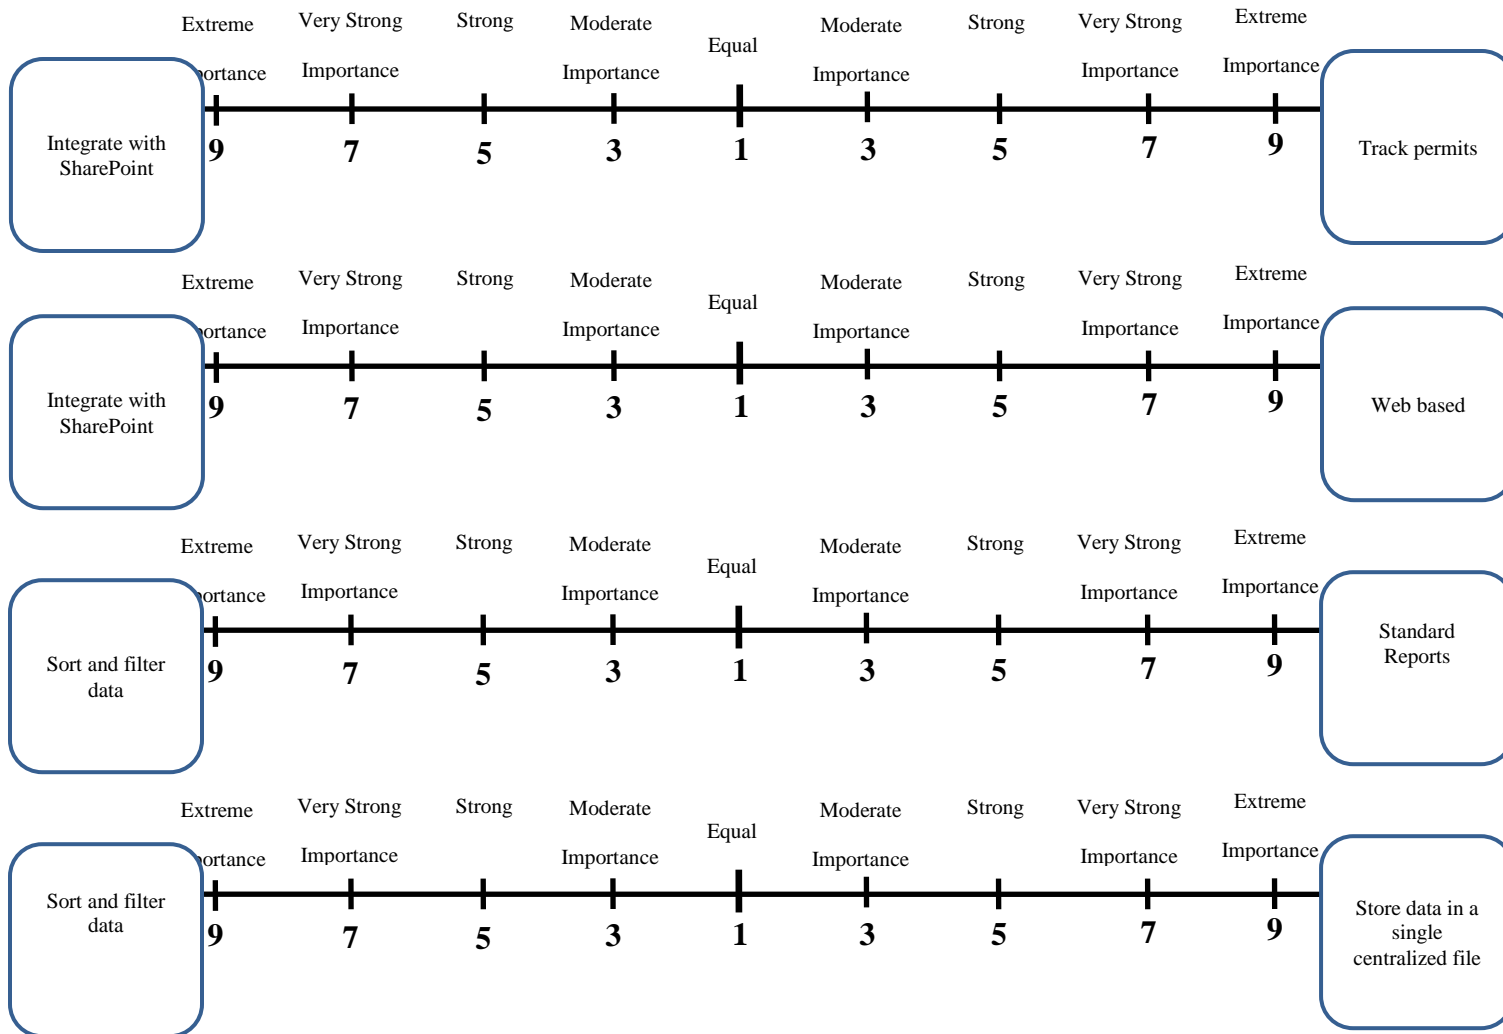 Extreme Very Strong Strong Moderate Equal Moderate Strong Very Strong Extreme
portance Importance Importance Importance Importance Importance
Integrate with
SharePoint
9 7 5 3 1 3 5 7 9
Track permits
Extreme Very Strong Strong Moderate Equal Moderate Strong Very Strong Extreme
portance Importance Importance Importance Importance Importance
Integrate with
SharePoint
9 7 5 3 1 3 5 7 9
Web based
Extreme Very Strong Strong Moderate Equal Moderate Strong Very Strong Extreme
portance Importance Importance Importance Importance Importance
Sort and filter
data
9 7 5 3 1 3 5 7 9
Standard
Reports
Extreme Very Strong Strong Moderate Equal Moderate Strong Very Strong Extreme
portance Importance Importance Importance Importance Importance
Sort and filter
data
9 7 5 3 1 3 5 7 9
Store data in a
single
centralized file